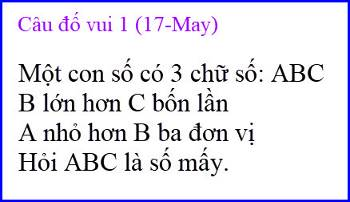 Câu đố vui 1 (17-May)
Một con số có 3 chữ số: ABC
B lớn hơn C bốn lần
A nhỏ hơn B ba đơn vị
Hỏi ABC là số mấy.